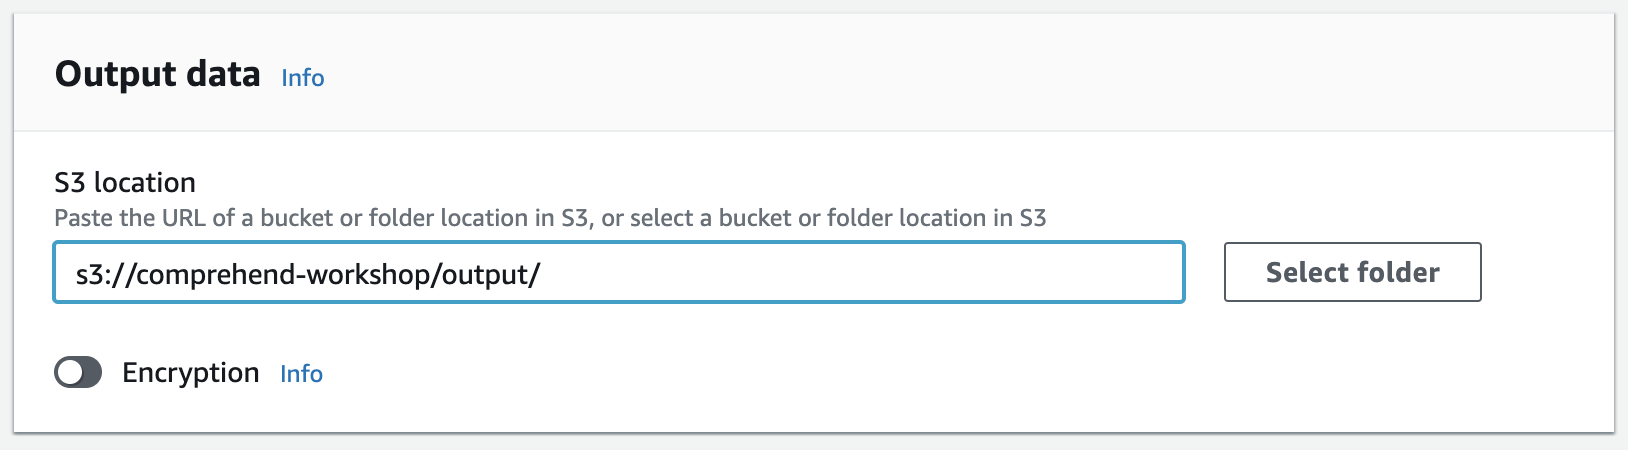 Output data Info
S3 location
Paste the URL of a bucket or folder location in S3, or select a bucket or folder location in S3
s3://comprehend-workshop/output/
Select folder
Encryption Info